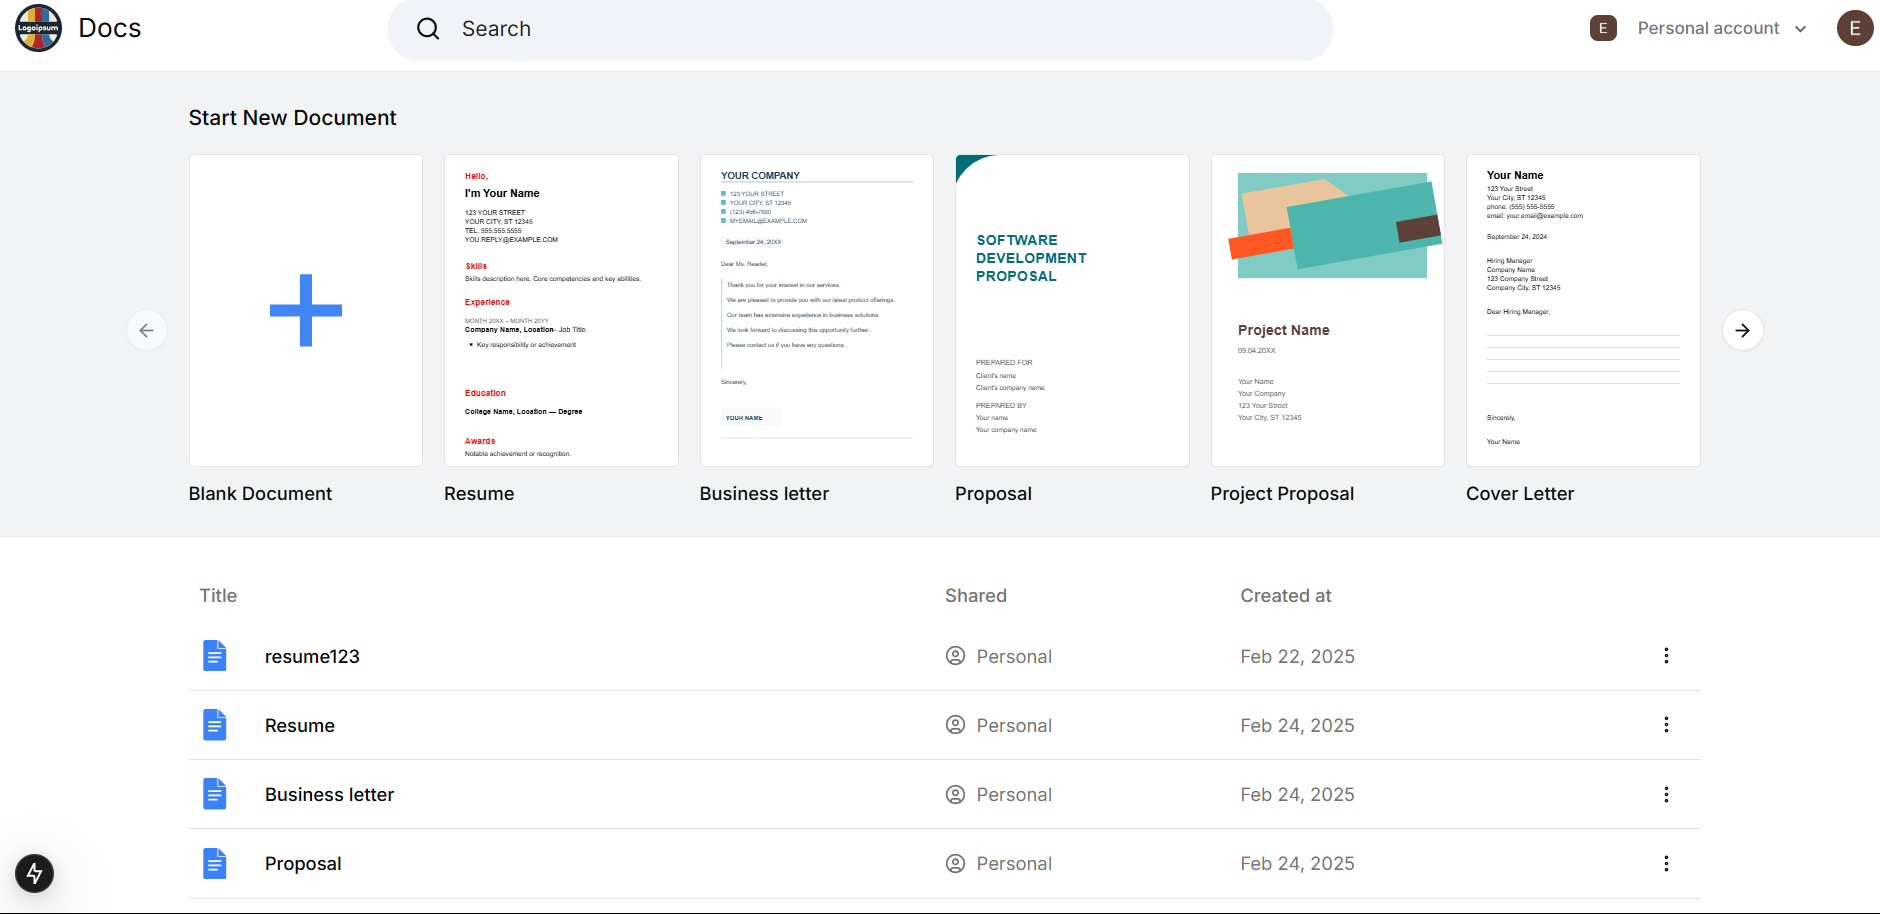 Logoipsum
Docs
Search
E
Personal account
E
Start New Document
Hello,
I'm Your Name
123 YOUR STREET
YOUR CITY, ST 12345
TEL: 555.555.5555
YOU.REPLY@EXAMPLE.COM
Skills
Skills description here. Core competencies and key abilities.
Experience
MONTH 20XX – MONTH 20YY
Company Name, Location– Job Title
Key responsibility or achievement
Education
College Name, Location — Degree
Awards
Notable achievement or recognition.
YOUR COMPANY
123 YOUR STREET
YOUR CITY, ST 12345
(123) 456-7890
MYEMAIL@EXAMPLE.COM
September 24, 20XX
Dear Ms. Reader,
Thank you for your interest in our services.
We are pleased to provide you with our latest product offerings.
Our team has extensive experience in business solutions.
We look forward to discussing this opportunity further.
Please contact us if you have any questions.
Sincerely,
YOUR NAME
SOFTWARE
DEVELOPMENT
PROPOSAL
PREPARED FOR
Client's name
Client's company name
PREPARED BY
Your name
Your company name
Project Name
09.04.20XX
Your Name
Your Company
123 Your Street
Your City, ST 12345
Your Name
123 Your Street
Your City, ST 12345
phone: (555) 555-5555
email: your.email@example.com
September 24, 2024
Hiring Manager
Company Name
123 Company Street
Company City, ST 12345
Dear Hiring Manager,
Sincerely,
Your Name
Blank Document
Resume
Business letter
Proposal
Project Proposal
Cover Letter
Title Shared Created at
resume123 Personal Feb 22, 2025
Resume Personal Feb 24, 2025
Business letter Personal Feb 24, 2025
Proposal Personal Feb 24, 2025